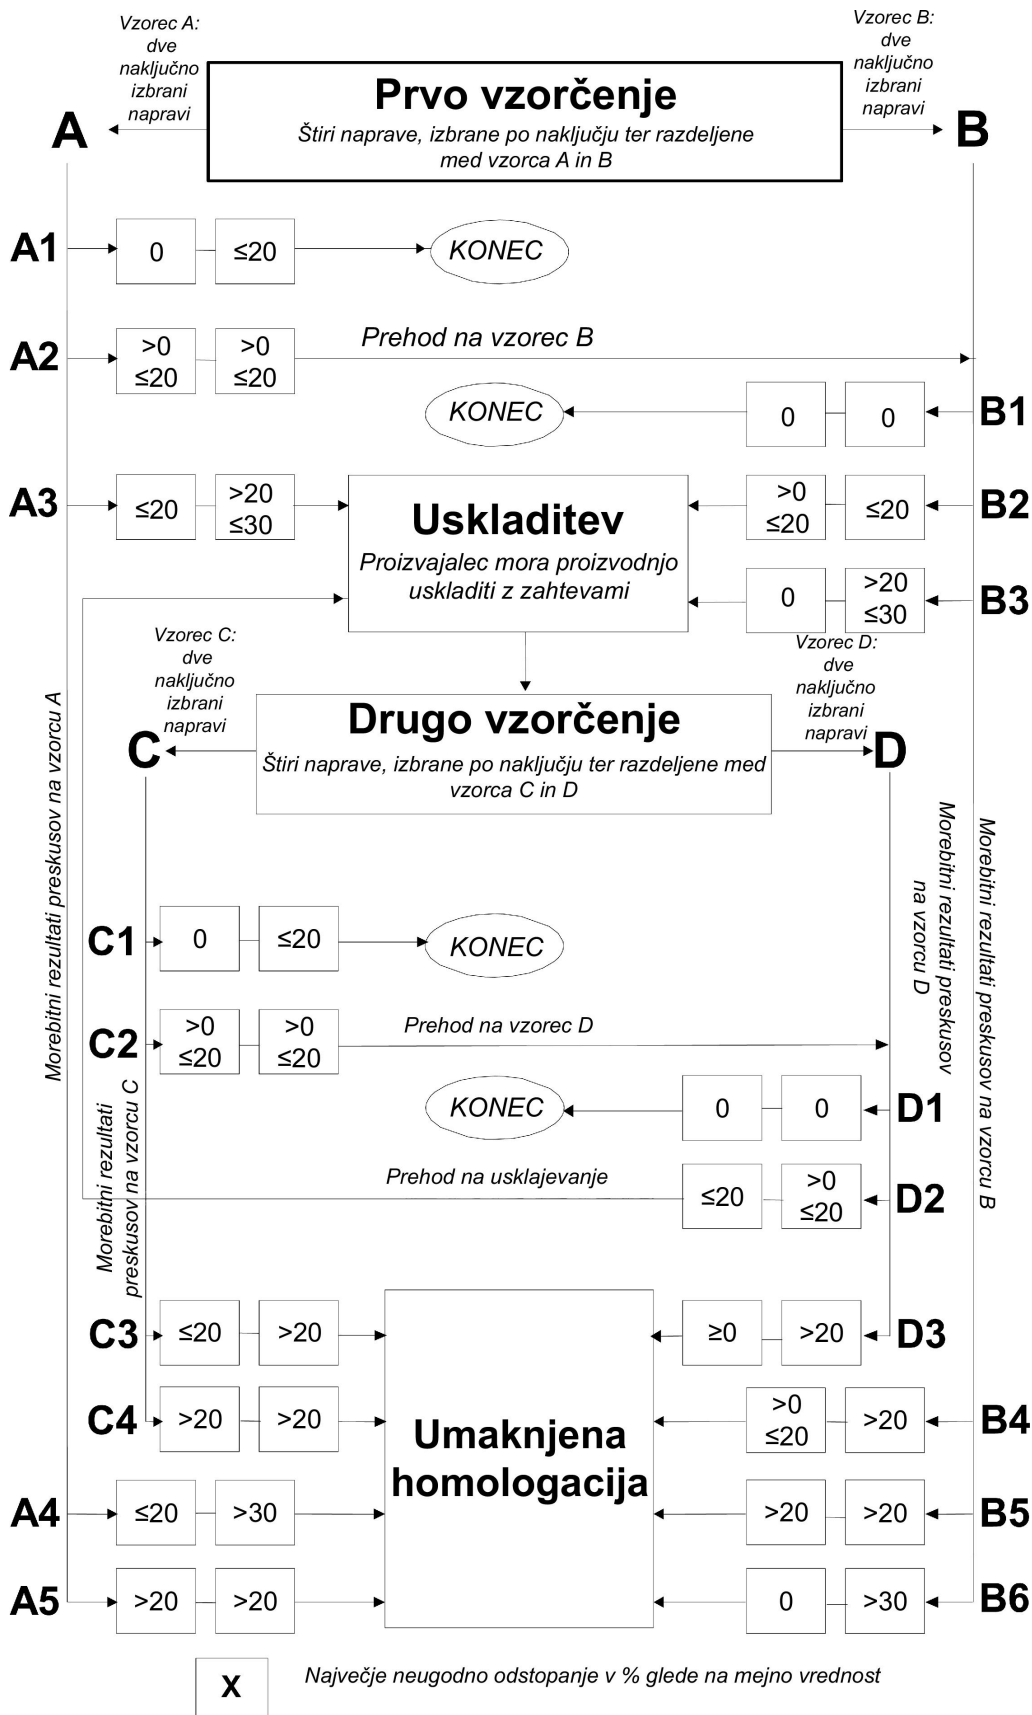 Vzorec A:
dve
naključno
izbrani
napravi
Vzorec B:
dve
naključno
izbrani
napravi
A
Prvo vzorčenje
Štiri naprave, izbrane po naključju ter razdeljene
med vzorca A in B
B
A1
0
≤20
KONEC
A2
>0
≤20
>0
≤20
Prehod na vzorec B
KONEC
0
0
B1
A3
≤20
>20
≤30
Uskladitev
Proizvajalec mora proizvodnjo
uskladiti z zahtevami
>0
≤20
≤20
B2
0
>20
≤30
B3
Vzorec C:
dve
naključno
izbrani
napravi
Vzorec D:
dve
naključno
izbrani
napravi
C
Drugo vzorčenje
Štiri naprave, izbrane po naključju ter razdeljene med
vzorca C in D
D
Morebitni rezultati preskusov na vzorcu A
Morebitni rezultati preskusov
na vzorcu D
Morebitni rezultati preskusov na vzorcu B
C1
0
≤20
KONEC
C2
>0
≤20
>0
≤20
Prehod na vzorec D
Morebitni rezultati
preskusov na vzorcu C
KONEC
0
0
D1
Prehod na usklajevanje
≤20
>0
≤20
D2
C3
≤20
>20
≥0
>20
D3
C4
>20
>20
Umaknjena
homologacija
>0
≤20
>20
B4
A4
≤20
>30
>20
>20
B5
A5
>20
>20
0
>30
B6
X
Največje neugodno odstopanje v % glede na mejno vrednost